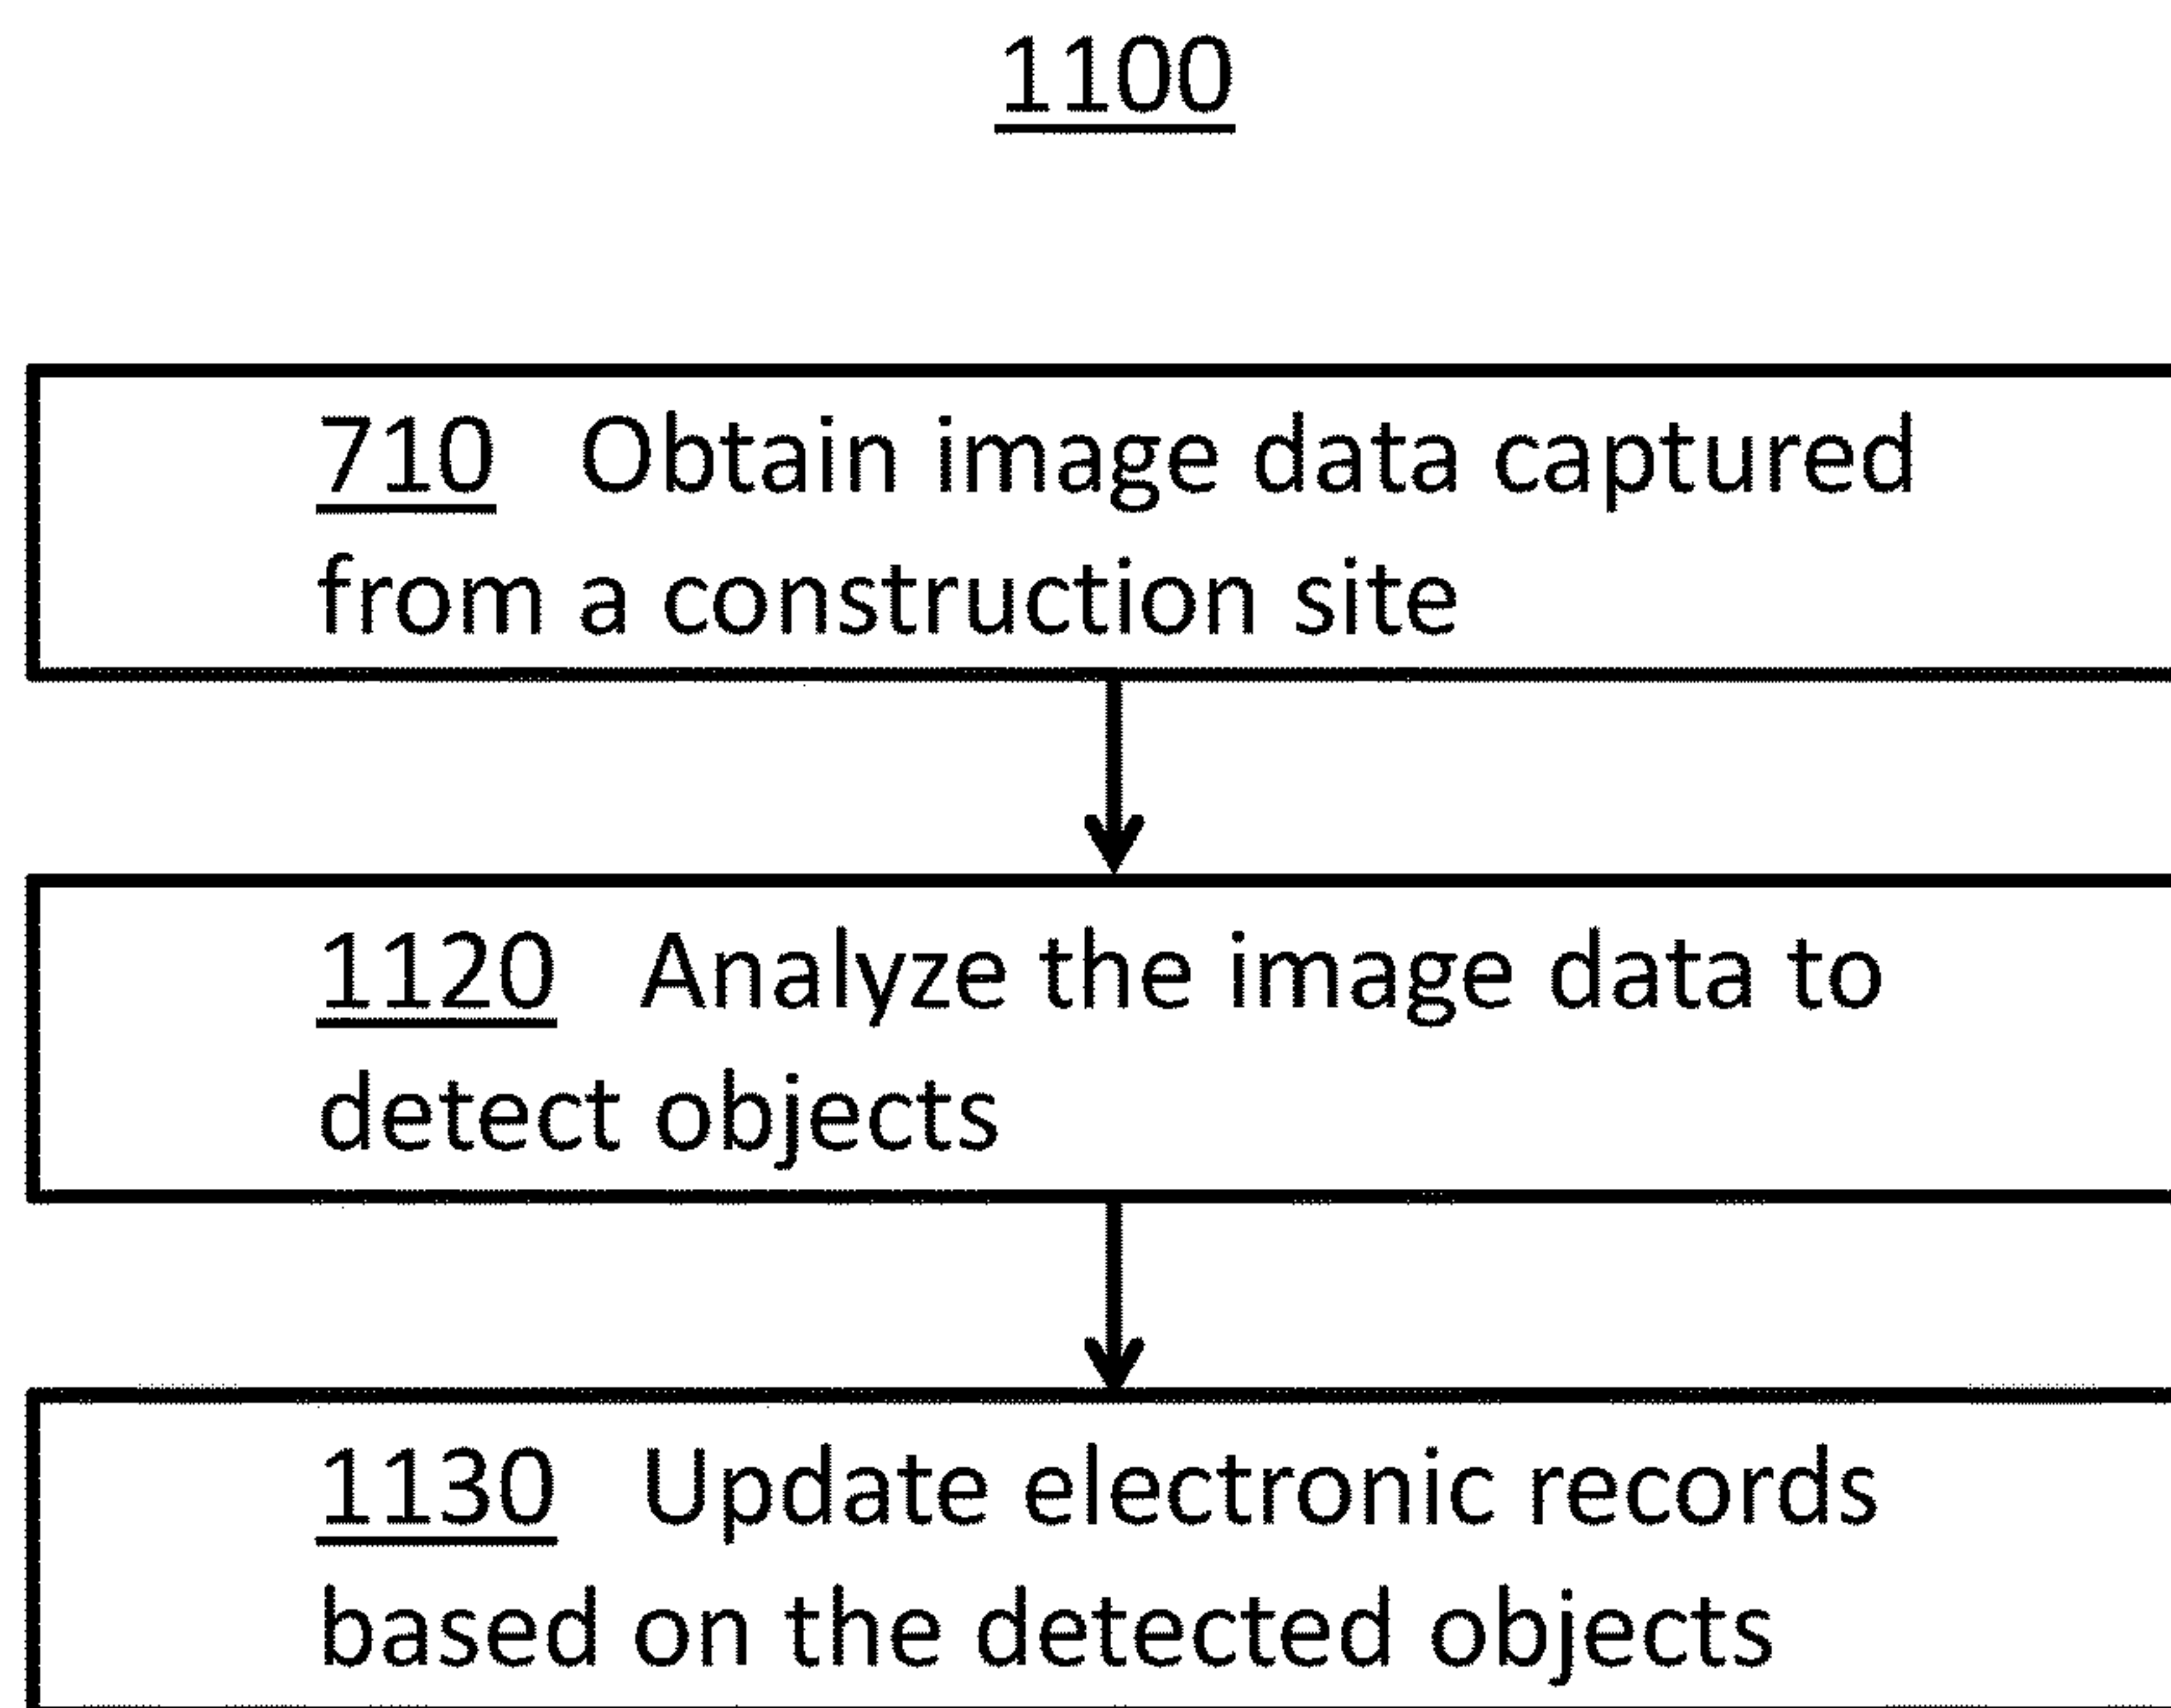 1100
710 Obtain image data captured
from a construction site
1120 Analyze the image data to
detect objects
1130 Update electronic records
based on the detected objects